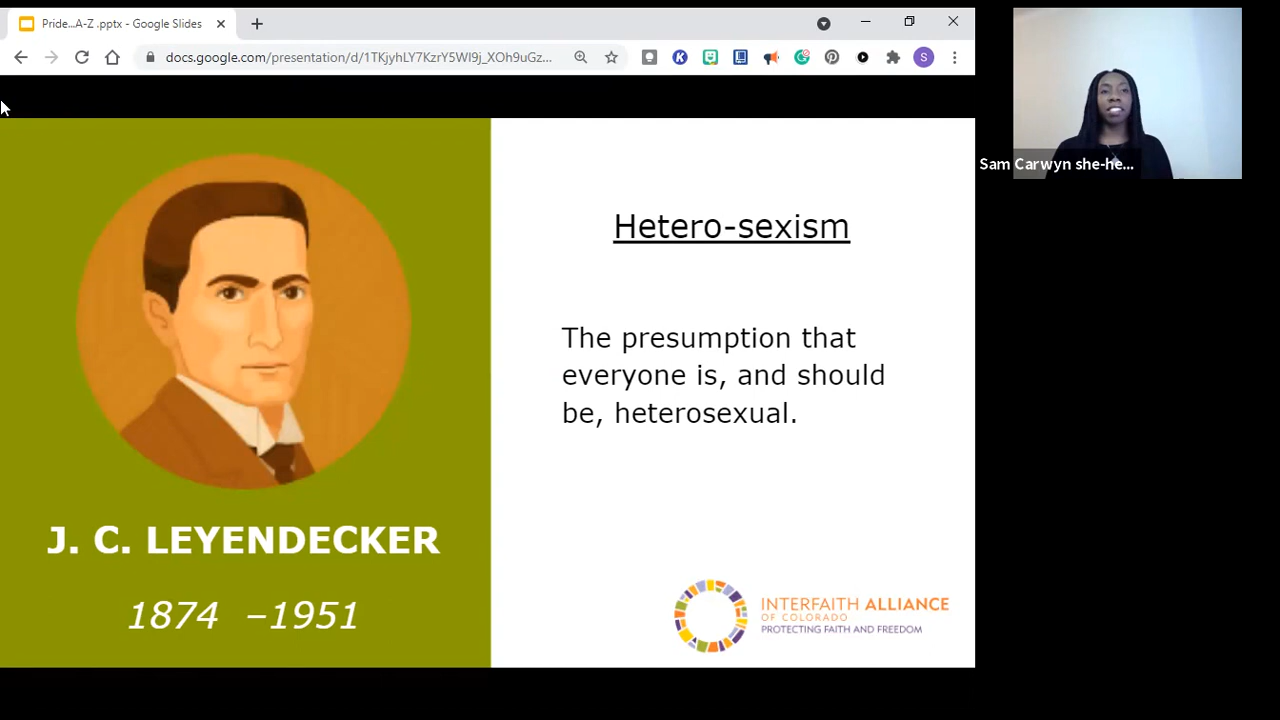 Pride...A-Z .pptx - Google Slides
docs.google.com/presentation/d/1TKjyhLY7KzrY5Wl9j_XOh9uGz...
S
Sam Carwyn she-he...
Hetero-sexism
The presumption that
everyone is, and should
be, heterosexual.
J. C. LEYENDECKER
1874 –1951
INTERFAITH ALLIANCE
OF COLORADO
PROTECTING FAITH AND FREEDOM